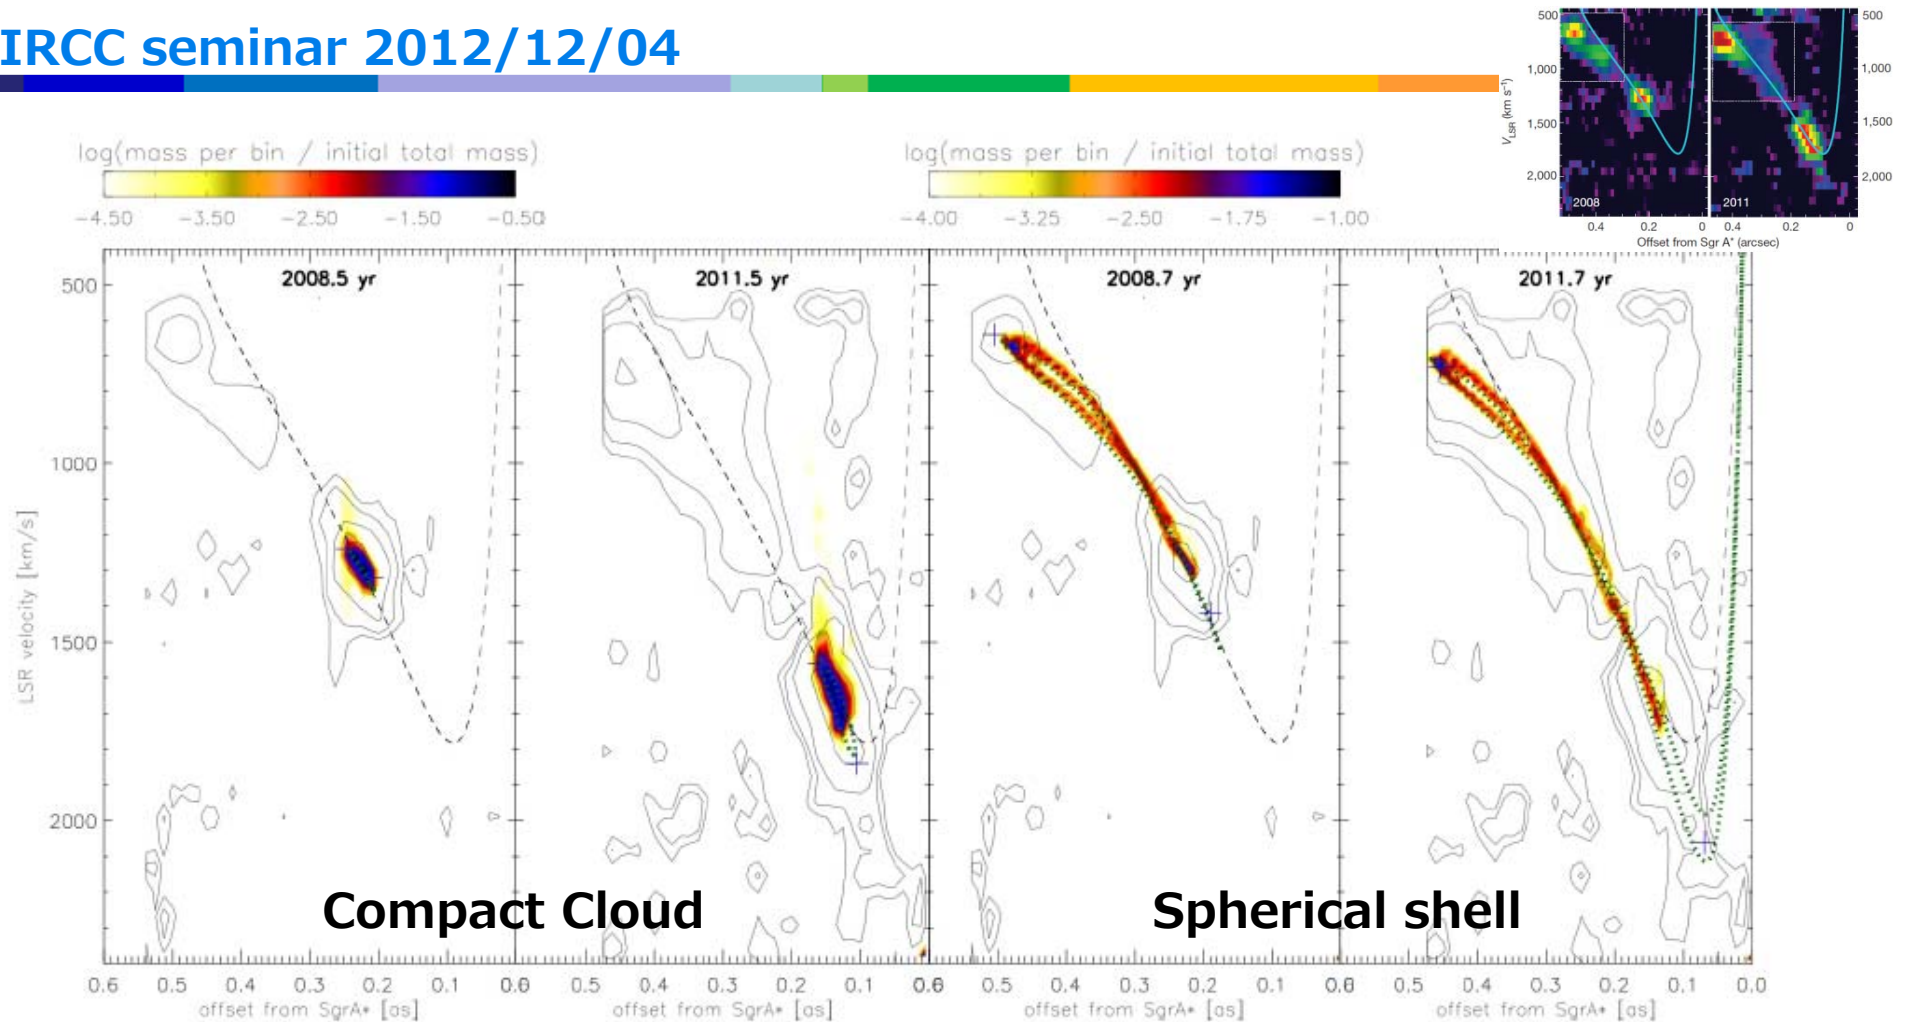 IRCC seminar 2012/12/04
500 500
1,000 1,000
1,500 1,500
2,000 2,000
V_LSR (km s⁻¹)
2008 2011
0.4 0.2 0 0.4 0.2 0
Offset from Sgr A* (arcsec)
log(mass per bin / initial total mass)
-4.50 -3.50 -2.50 -1.50 -0.50
log(mass per bin / initial total mass)
-4.00 -3.25 -2.50 -1.75 -1.00
2008.5 yr 2011.5 yr 2008.7 yr 2011.7 yr
500
1000
1500
2000
LSR velocity [km/s]
Compact Cloud Spherical shell
0.6 0.5 0.4 0.3 0.2 0.1 0.6 0.5 0.4 0.3 0.2 0.1 0.6 0.5 0.4 0.3 0.2 0.1 0.6 0.5 0.4 0.3 0.2 0.1 0.0
offset from SgrA* [as] offset from SgrA* [as] offset from SgrA* [as] offset from SgrA* [as]